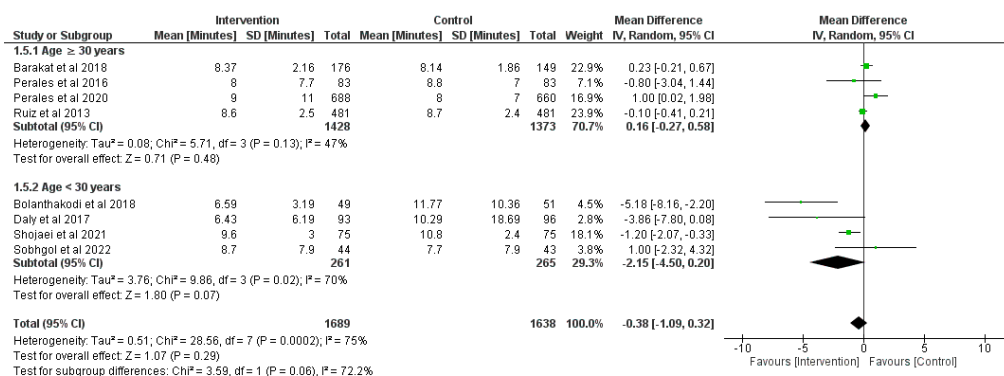 Intervention Control Mean Difference Mean Difference
Study or Subgroup Mean [Minutes] SD [Minutes] Total Mean [Minutes] SD [Minutes] Total Weight IV, Random, 95% CI IV, Random, 95% CI
1.5.1 Age ≥ 30 years
Barakat et al 2018 8.37 2.16 176 8.14 1.86 149 22.9% 0.23 [-0.21, 0.67]
Perales et al 2016 8 7.7 83 8.8 7 83 7.1% -0.80 [-3.04, 1.44]
Perales et al 2020 9 11 688 8 7 660 16.9% 1.00 [0.02, 1.98]
Ruiz et al 2013 8.6 2.5 481 8.7 2.4 481 23.9% -0.10 [-0.41, 0.21]
Subtotal (95% CI) 1428 1373 70.7% 0.16 [-0.27, 0.58]
Heterogeneity: Tau² = 0.08; Chi² = 5.71, df = 3 (P = 0.13); I² = 47%
Test for overall effect: Z = 0.71 (P = 0.48)
1.5.2 Age < 30 years
Bolanthakodi et al 2018 6.59 3.19 49 11.77 10.36 51 4.5% -5.18 [-8.16, -2.20]
Daly et al 2017 6.43 6.19 93 10.29 18.69 96 2.8% -3.86 [-7.80, 0.08]
Shojaei et al 2021 9.6 3 75 10.8 2.4 75 18.1% -1.20 [-2.07, -0.33]
Sobhgol et al 2022 8.7 7.9 44 7.7 7.9 43 3.8% 1.00 [-2.32, 4.32]
Subtotal (95% CI) 261 265 29.3% -2.15 [-4.50, 0.20]
Heterogeneity: Tau² = 3.76; Chi² = 9.86, df = 3 (P = 0.02); I² = 70%
Test for overall effect: Z = 1.80 (P = 0.07)
Total (95% CI) 1689 1638 100.0% -0.38 [-1.09, 0.32]
Heterogeneity: Tau² = 0.51; Chi² = 28.56, df = 7 (P = 0.0002); I² = 75%
Test for overall effect: Z = 1.07 (P = 0.29)
Test for subgroup differences: Chi² = 3.59, df = 1 (P = 0.06), I² = 72.2%
-10 -5 0 5 10
Favours [Intervention] Favours [Control]